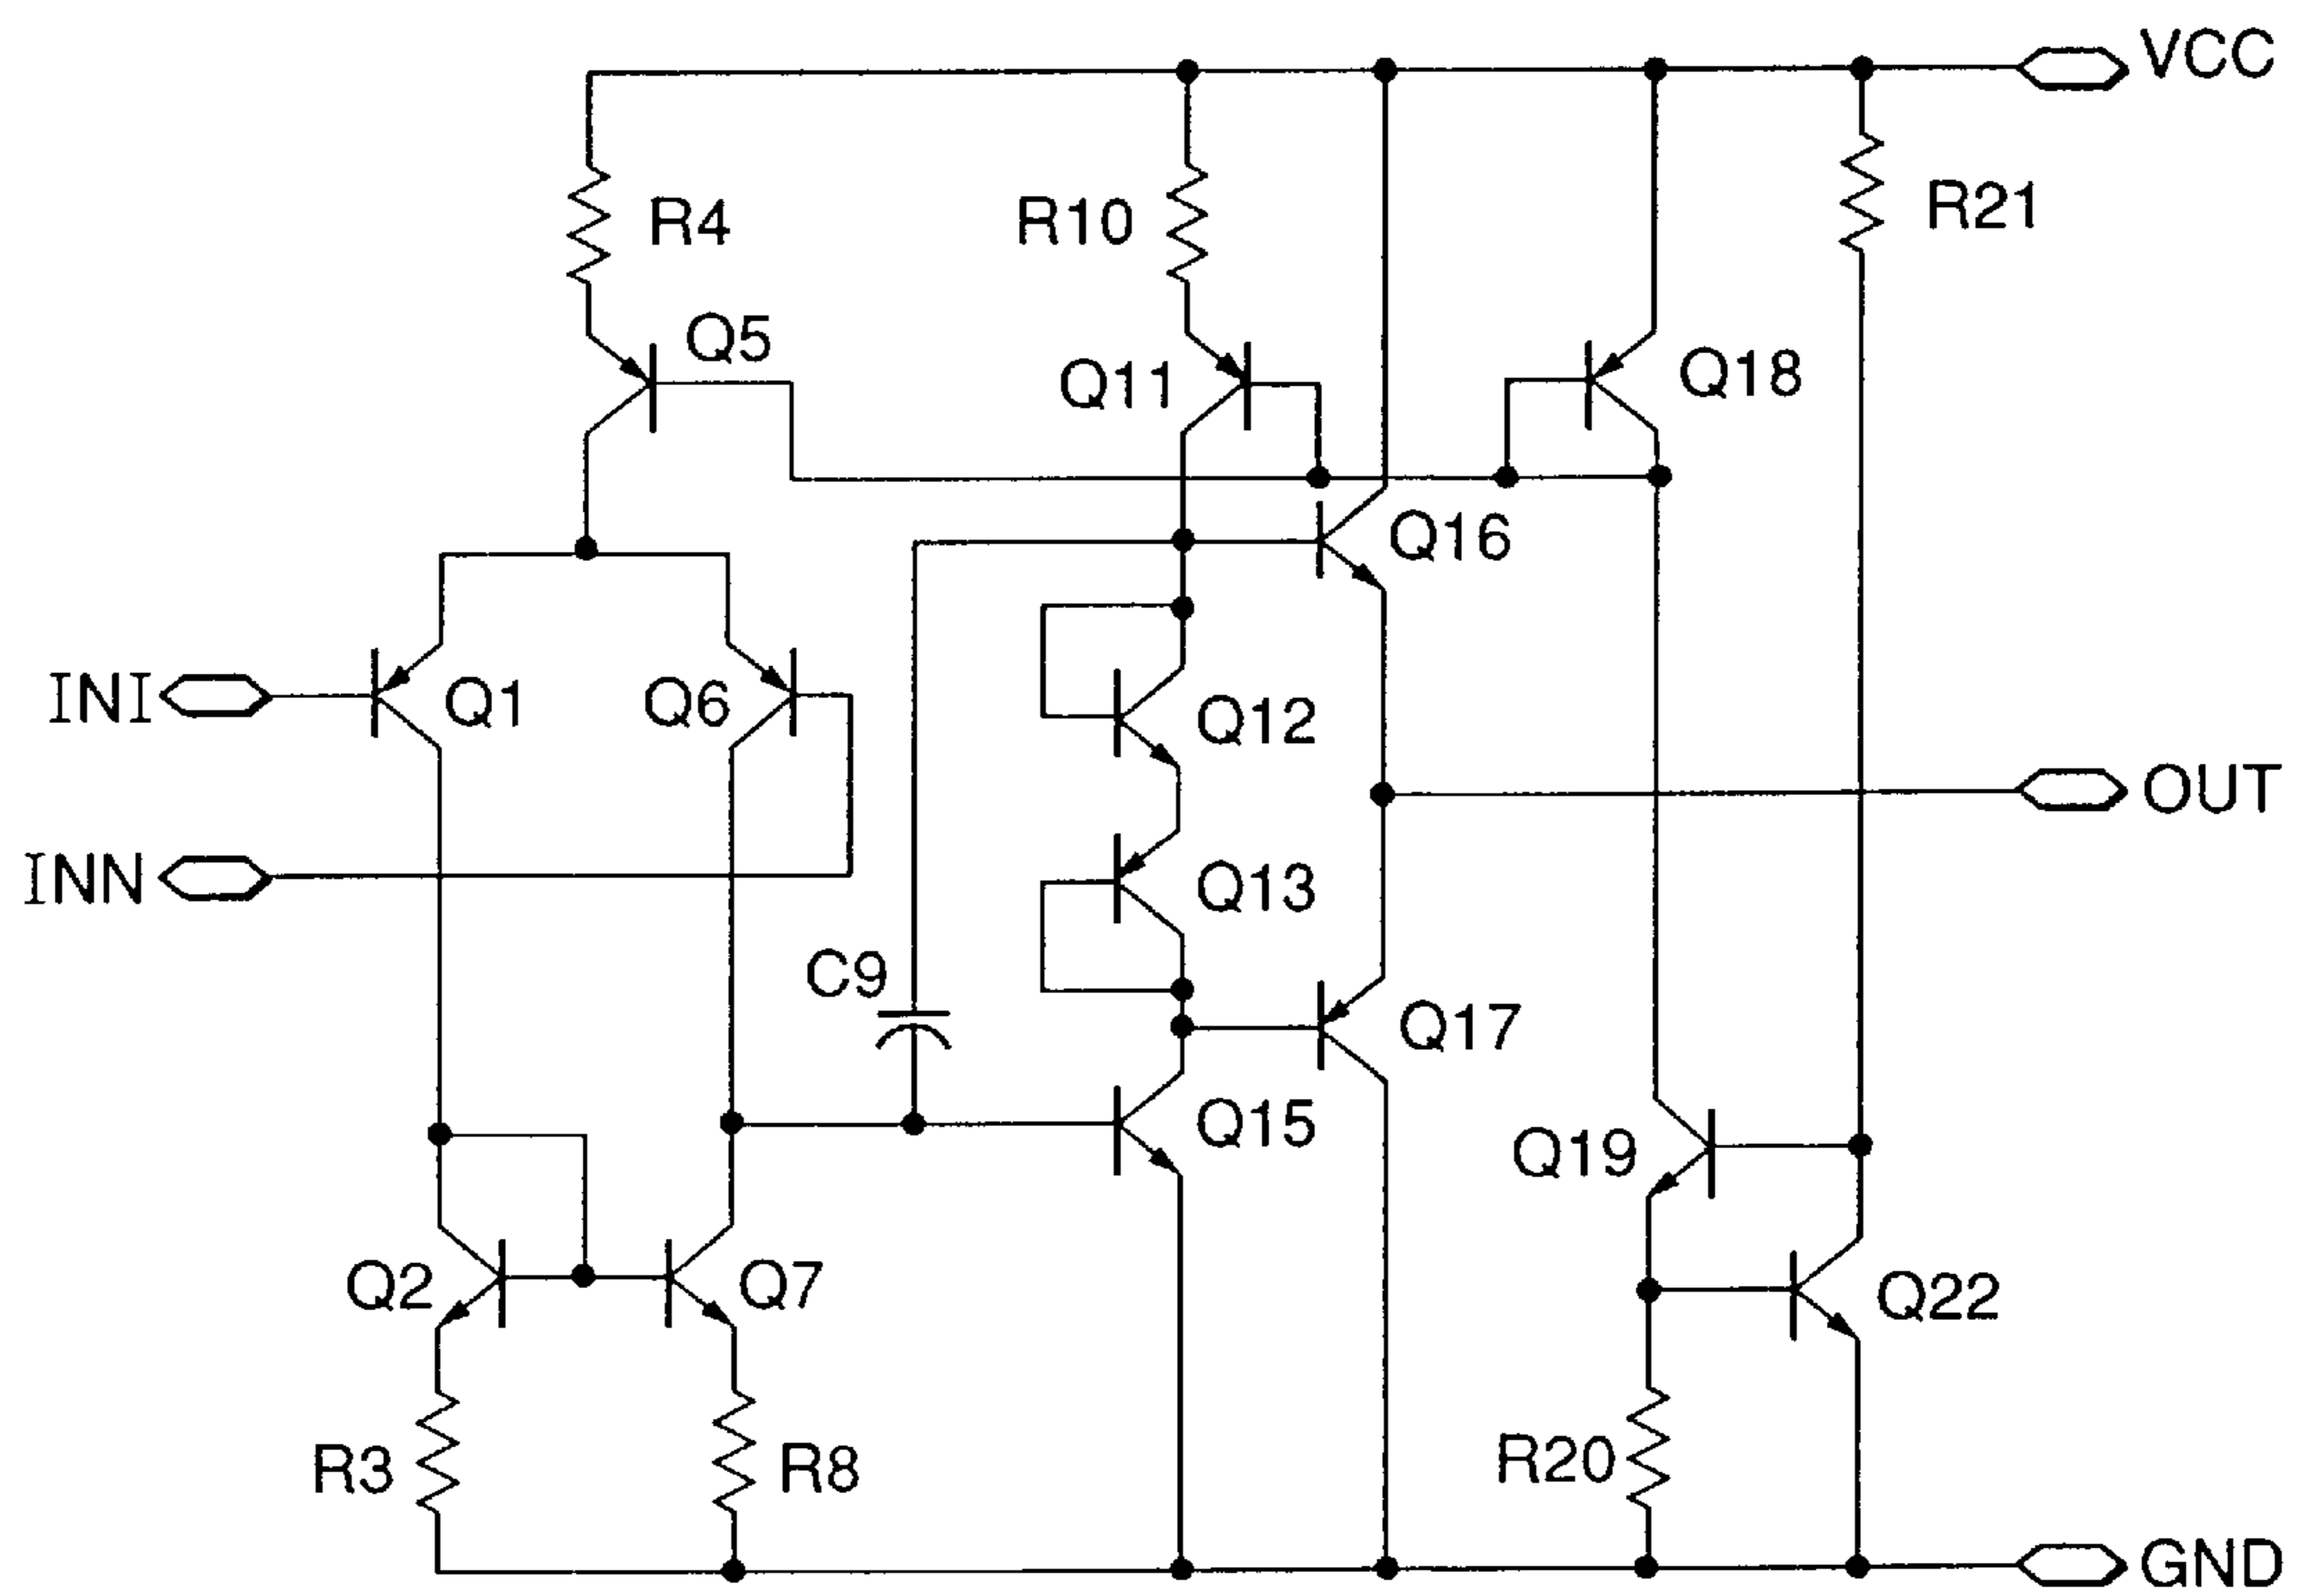 VCC
R4
R10
R21
Q5
Q11
Q18
Q16
INI
Q1
Q6
Q12
OUT
INN
Q13
C9
Q17
Q15
Q19
Q2
Q7
Q22
R3
R8
R20
GND